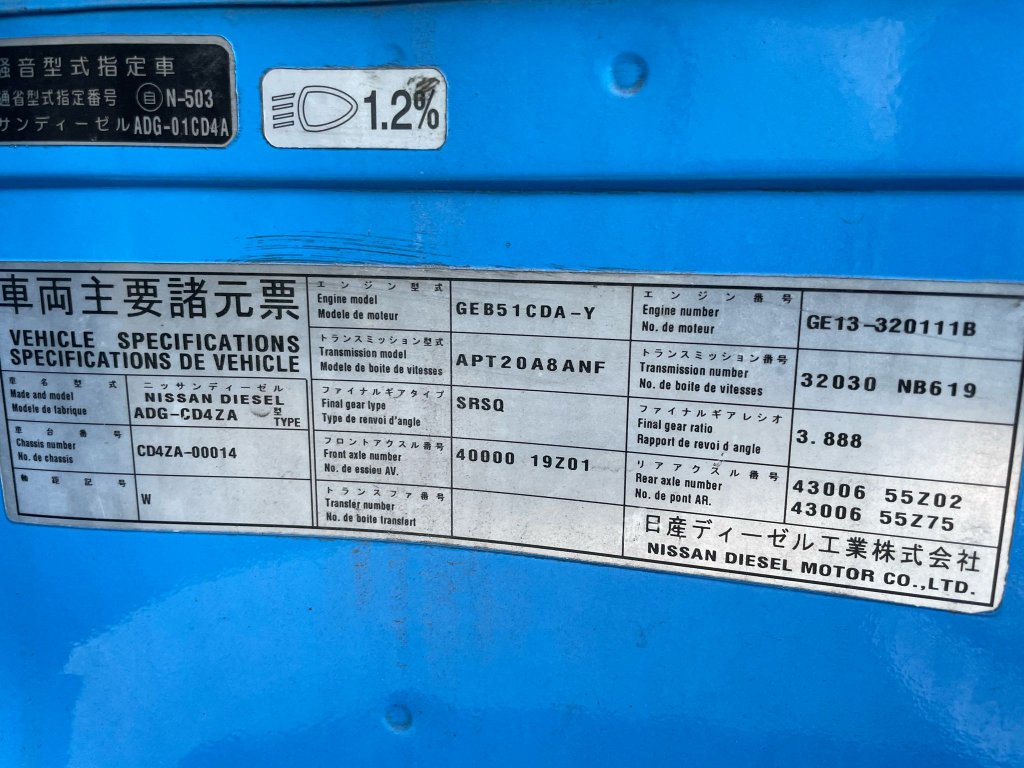 騒音型式指定車
通省型式指定番号 自 N-503
サンディーゼル ADG-01CD4A
1.2%
車両主要諸元票
VEHICLE SPECIFICATIONS
SPECIFICATIONS DE VEHICLE
車名型式
Made and model
Modele de fabrique
ニッサンディーゼル
NISSAN DIESEL
ADG-CD4ZA 型
TYPE
車台番号
Chassis number
No. de chassis
CD4ZA-00014
軸距記号
W
エンジン型式
Engine model
Modele de moteur
GEB51CDA-Y
トランスミッション型式
Transmission model
Modele de boite de vitesses
APT20A8ANF
ファイナルギアタイプ
Final gear type
Type de renvoi d'angle
SRSQ
フロントアクスル番号
Front axle number
No. de essieu AV.
40000 19Z01
トランスファ番号
Transfer number
No. de boite transfert
エンジン番号
Engine number
No. de moteur
GE13-320111B
トランスミッション番号
Transmission number
No. de boite de vitesses
32030 NB619
ファイナルギアレシオ
Final gear ratio
Rapport de revoi d angle
3.888
リアアクスル番号
Rear axle number
No. de pont AR.
43006 55Z02
43006 55Z75
日産ディーゼル工業株式会社
NISSAN DIESEL MOTOR CO.,LTD.